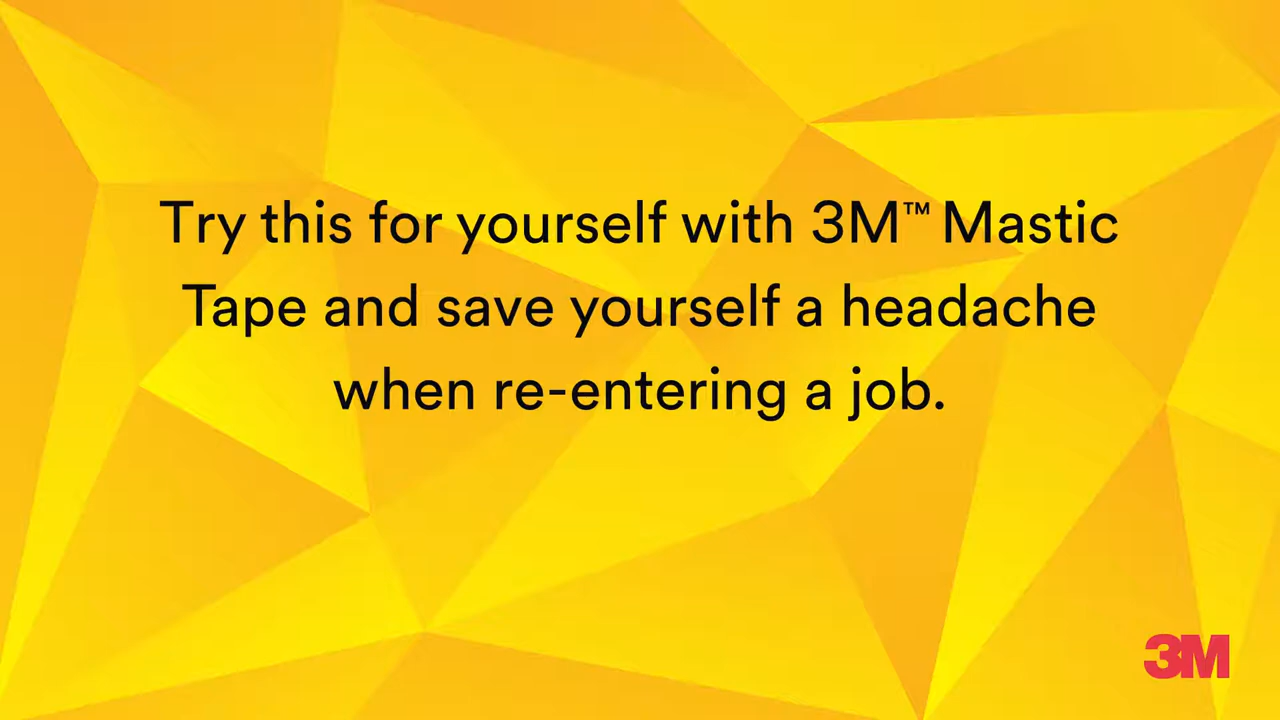 Try this for yourself with 3M™ Mastic
Tape and save yourself a headache
when re-entering a job.
3M